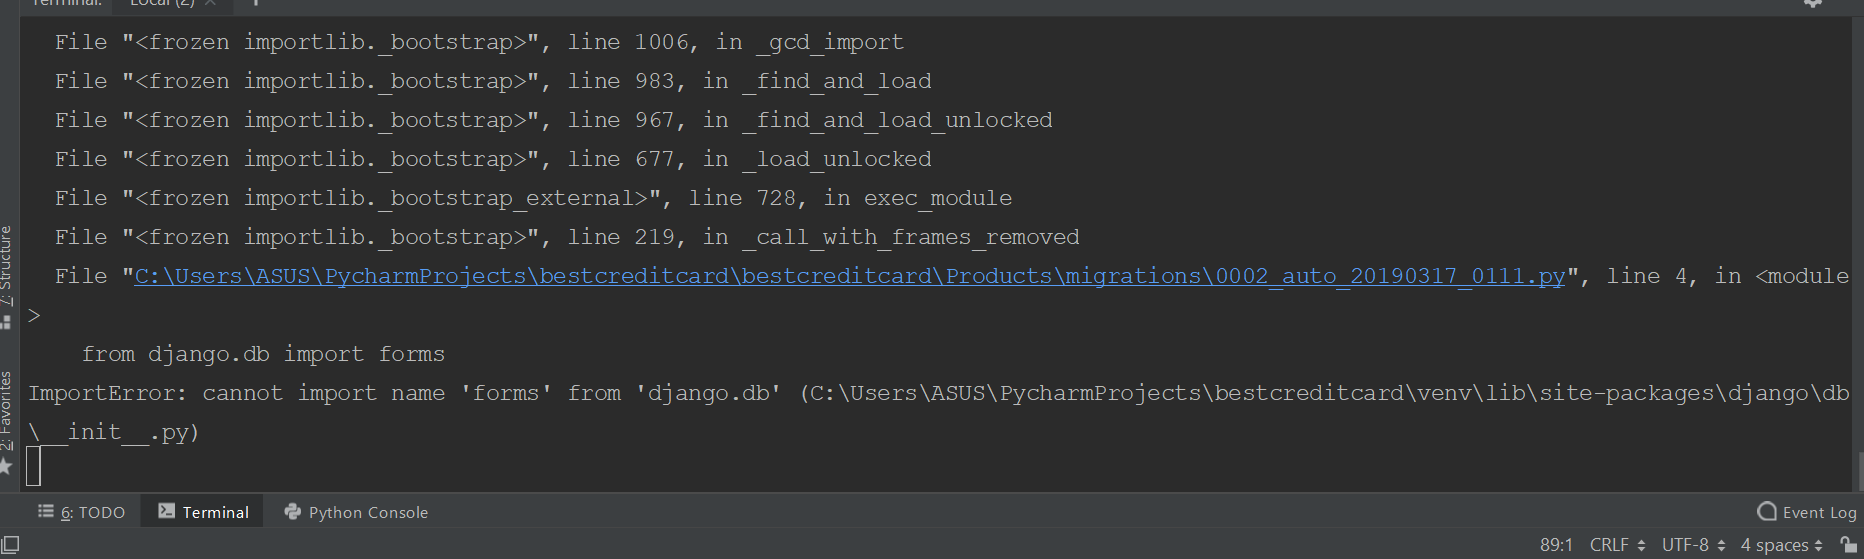 Terminal: Local (2) × +
File "<frozen importlib._bootstrap>", line 1006, in _gcd_import
File "<frozen importlib._bootstrap>", line 983, in _find_and_load
File "<frozen importlib._bootstrap>", line 967, in _find_and_load_unlocked
File "<frozen importlib._bootstrap>", line 677, in _load_unlocked
File "<frozen importlib._bootstrap_external>", line 728, in exec_module
File "<frozen importlib._bootstrap>", line 219, in _call_with_frames_removed
File "C:\Users\ASUS\PycharmProjects\bestcreditcard\bestcreditcard\Products\migrations\0002_auto_20190317_0111.py", line 4, in <module
>
from django.db import forms
ImportError: cannot import name 'forms' from 'django.db' (C:\Users\ASUS\PycharmProjects\bestcreditcard\venv\lib\site-packages\django\db
\__init__.py)
7: Structure
2: Favorites
6: TODO Terminal Python Console Event Log
89:1 CRLF UTF-8 4 spaces